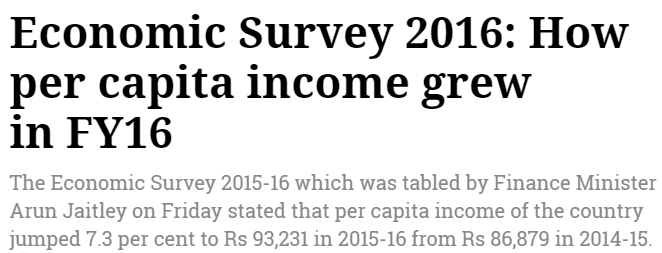 Economic Survey 2016: How
per capita income grew
in FY16
The Economic Survey 2015-16 which was tabled by Finance Minister
Arun Jaitley on Friday stated that per capita income of the country
jumped 7.3 per cent to Rs 93,231 in 2015-16 from Rs 86,879 in 2014-15.